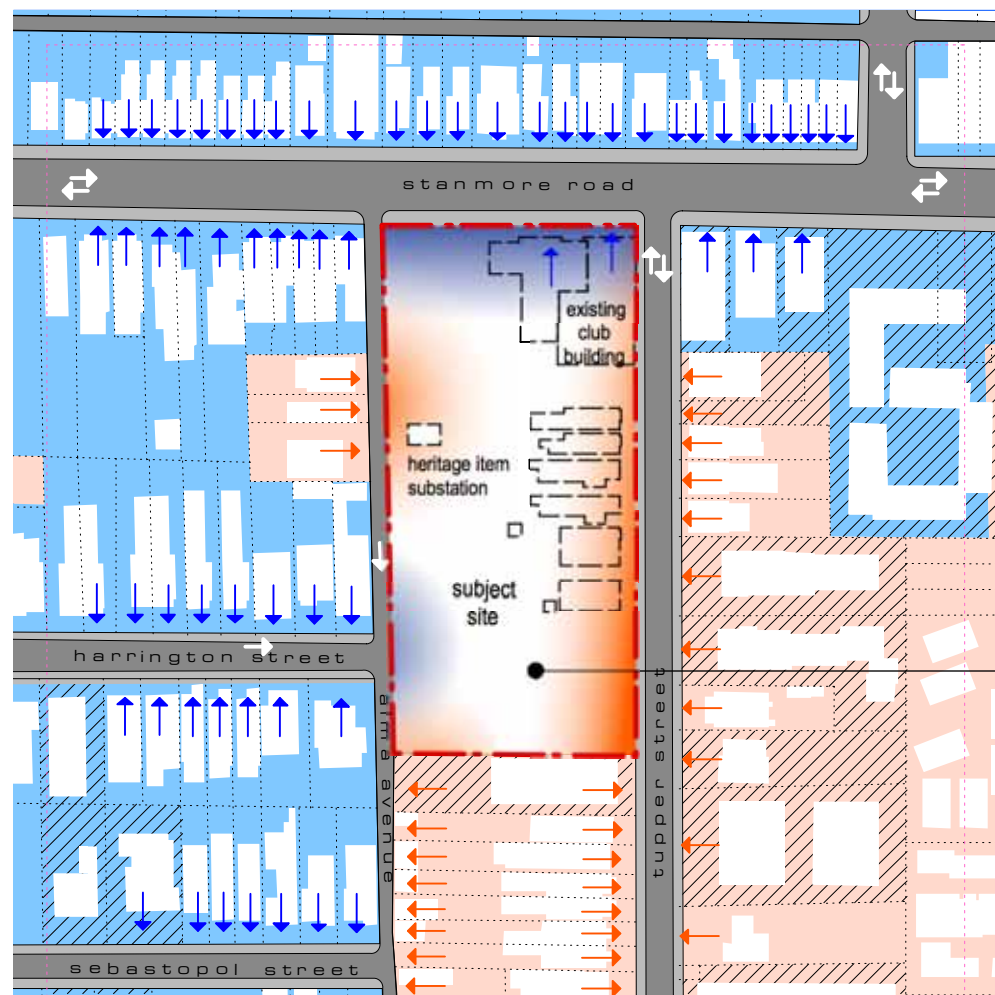 stanmore road
existing
club
building
heritage item
substation
subject
site
harrington street
alma avenue
tupper street
sebastopol street